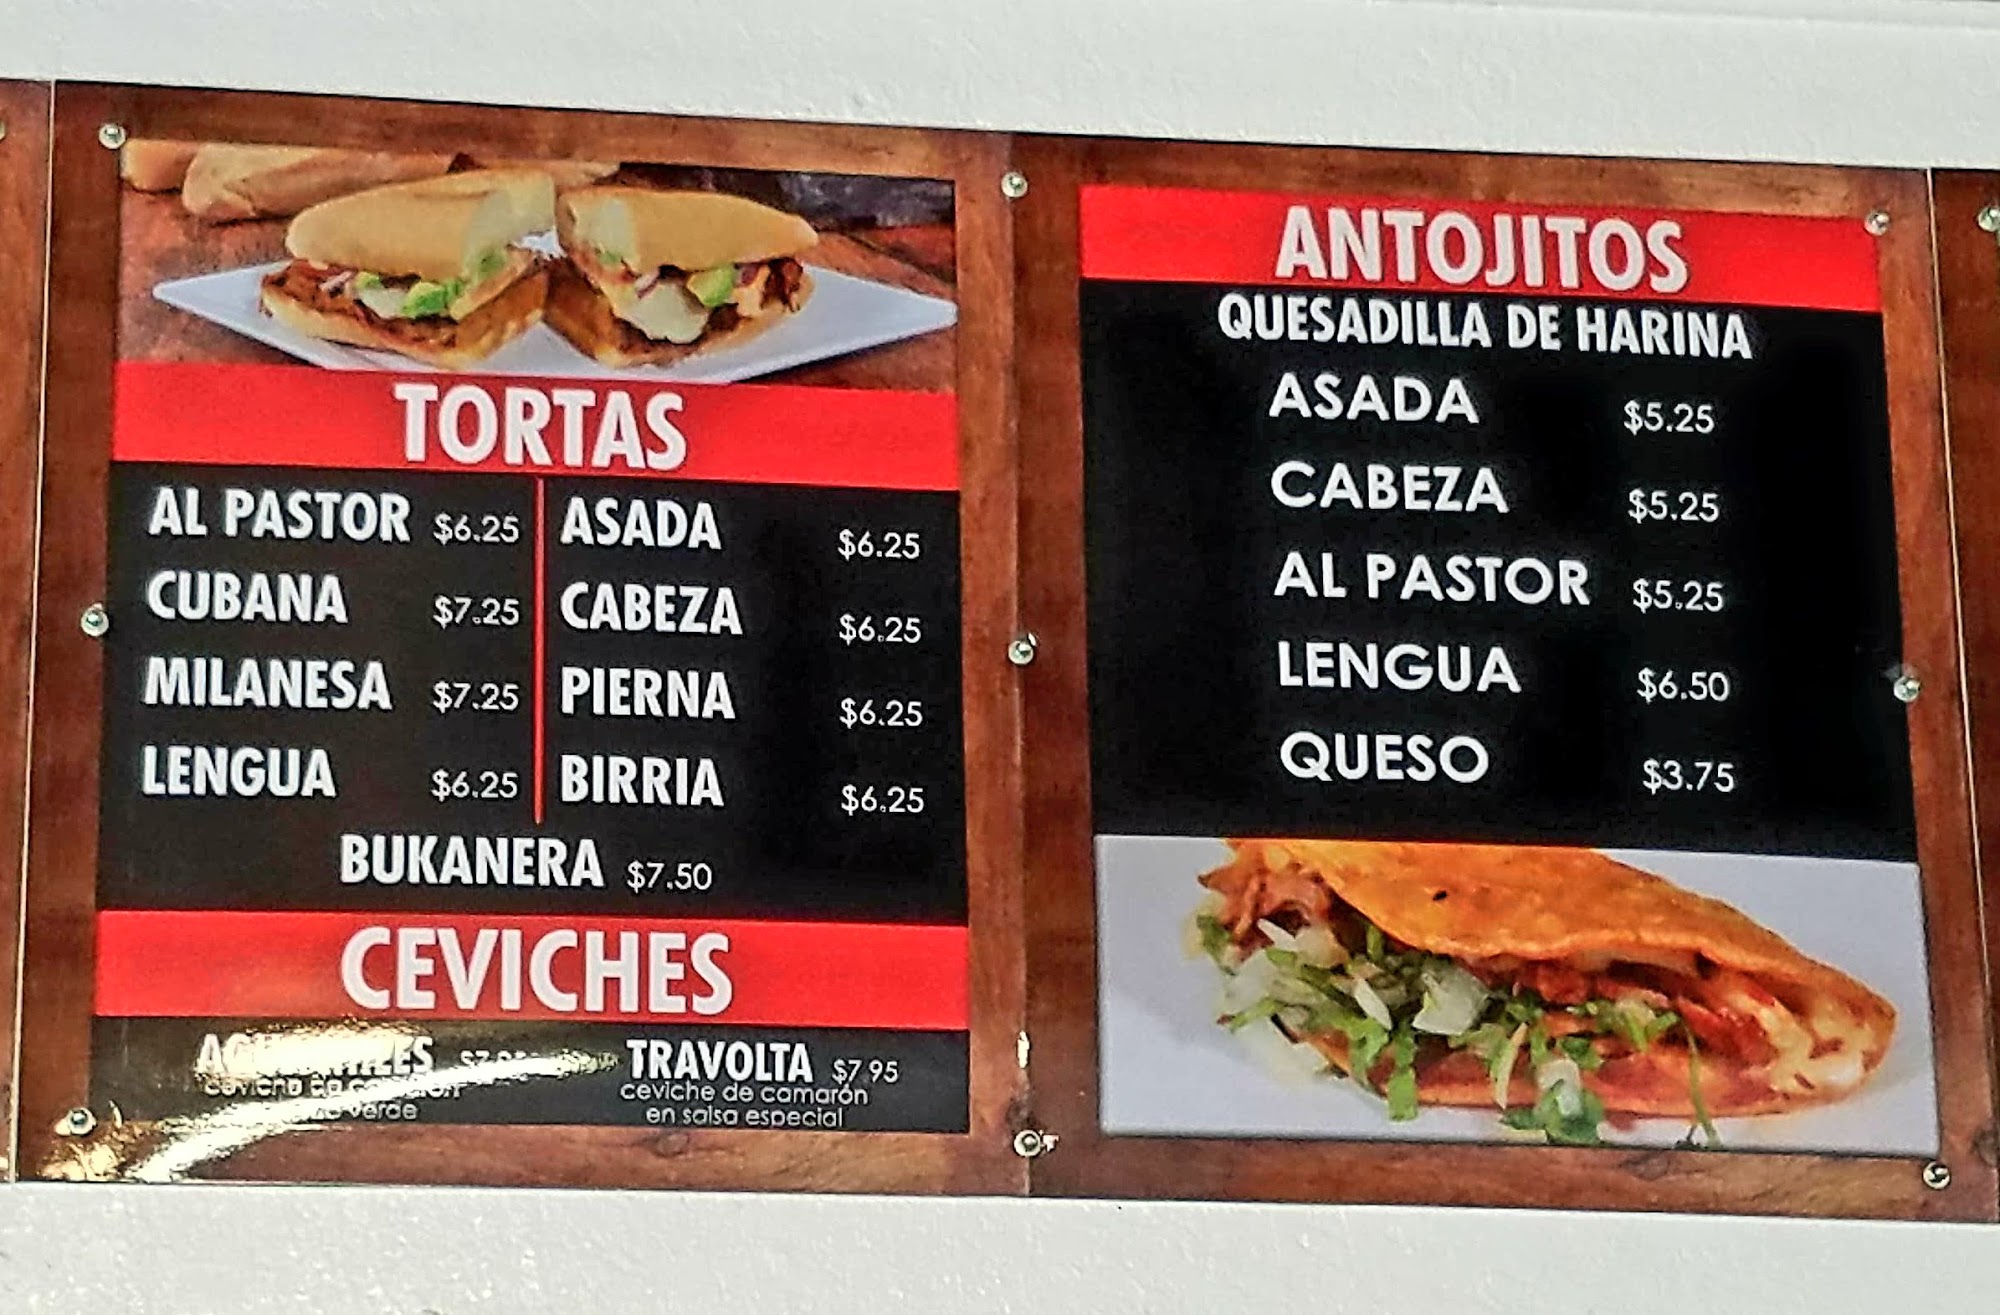 TORTAS
AL PASTOR $6.25
CUBANA $7.25
MILANESA $7.25
LENGUA $6.25
ASADA $6.25
CABEZA $6.25
PIERNA $6.25
BIRRIA $6.25
BUKANERA $7.50
CEVICHES
verde
TRAVOLTA $7.95
ceviche de camarón
en salsa especial
ANTOJITOS
QUESADILLA DE HARINA
ASADA $5.25
CABEZA $5.25
AL PASTOR $5.25
LENGUA $6.50
QUESO $3.75